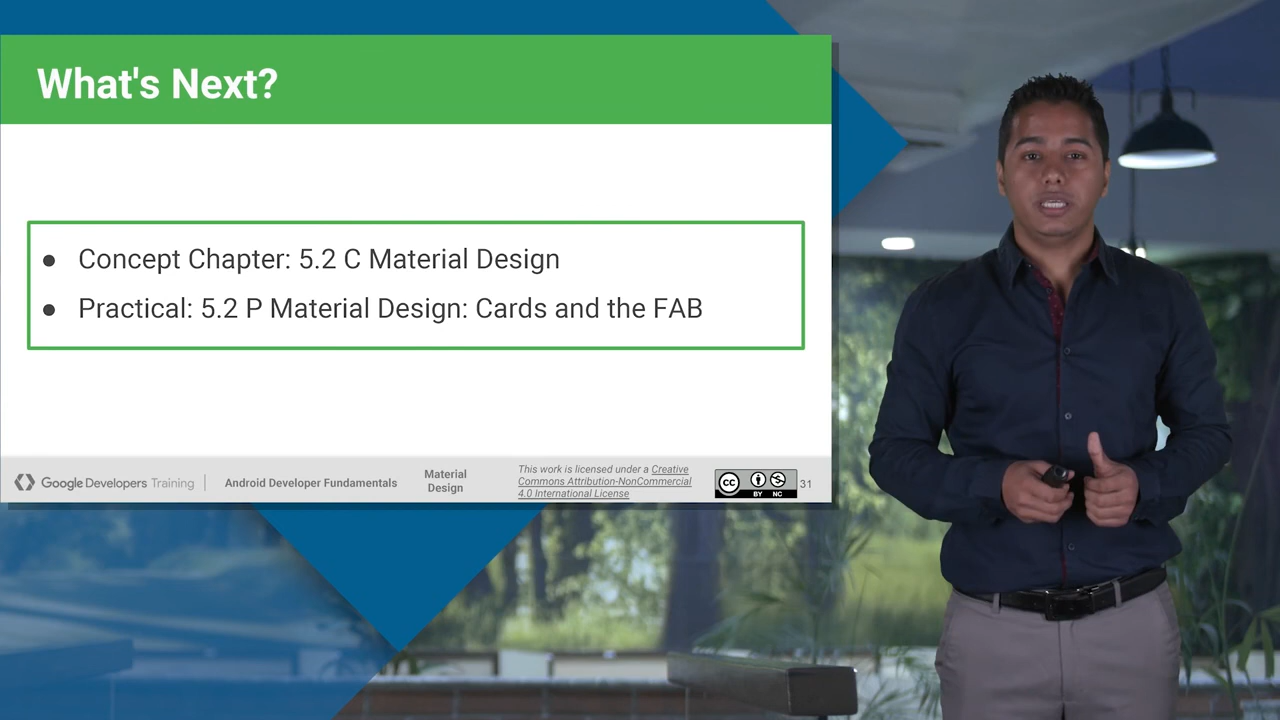 What's Next?
● Concept Chapter: 5.2 C Material Design
● Practical: 5.2 P Material Design: Cards and the FAB
Google Developers Training
Android Developer Fundamentals
Material
Design
This work is licensed under a Creative
Commons Attribution-NonCommercial
4.0 International License
cc
BY NC
31